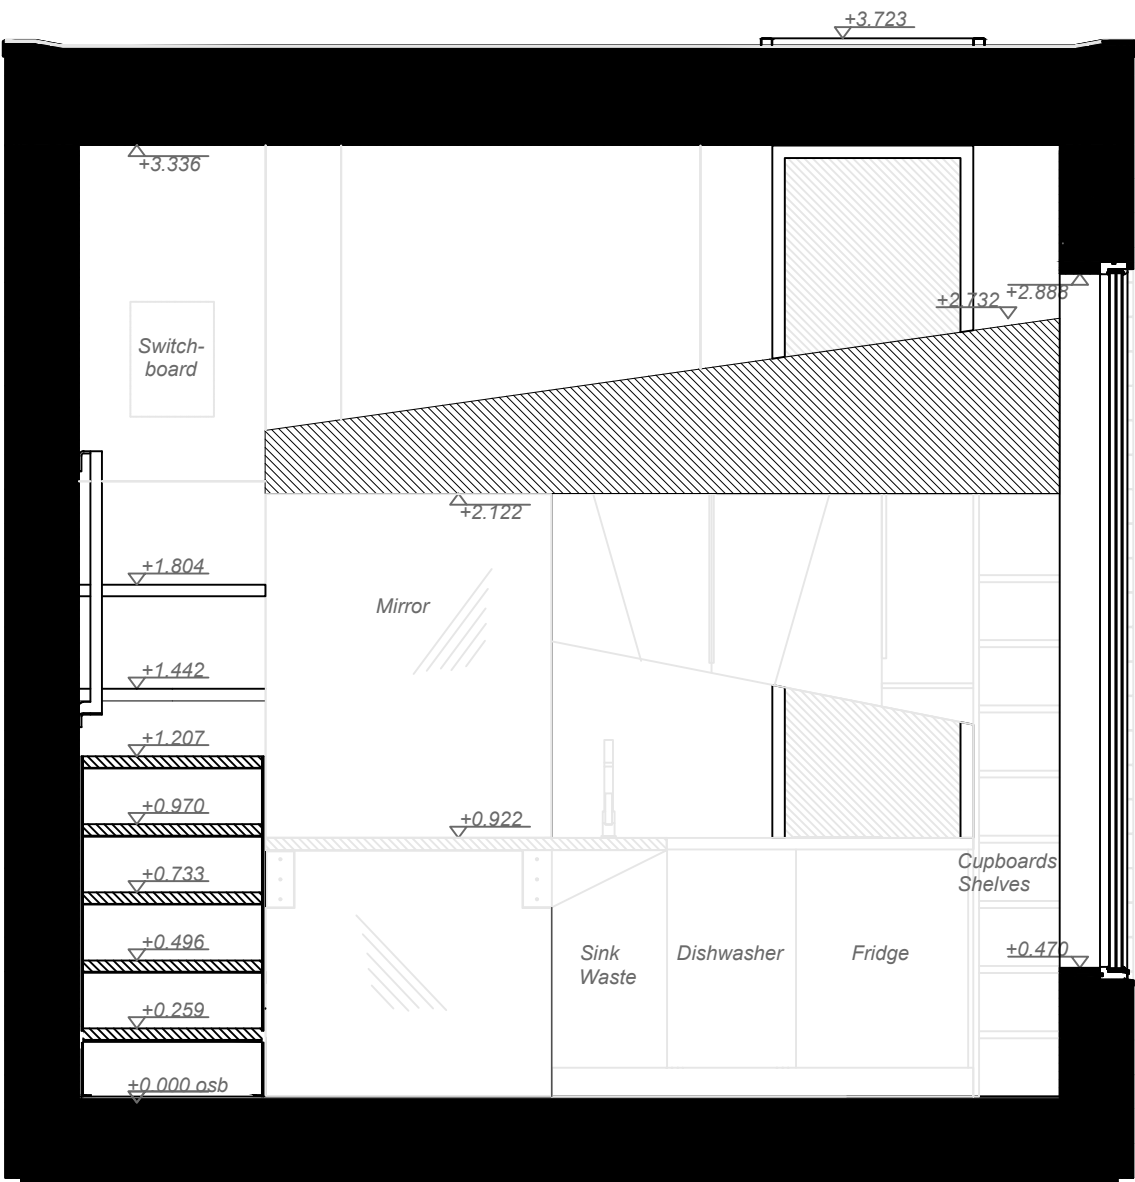 +3.723
+3.336
+2.888
+2.732
Switch-
board
+2.122
+1.804
Mirror
+1.442
+1.207
+0.970
+0.922
+0.733
Cupboards
Shelves
+0.496
Sink
Waste
Dishwasher
Fridge
+0.470
+0.259
+0.000 osb